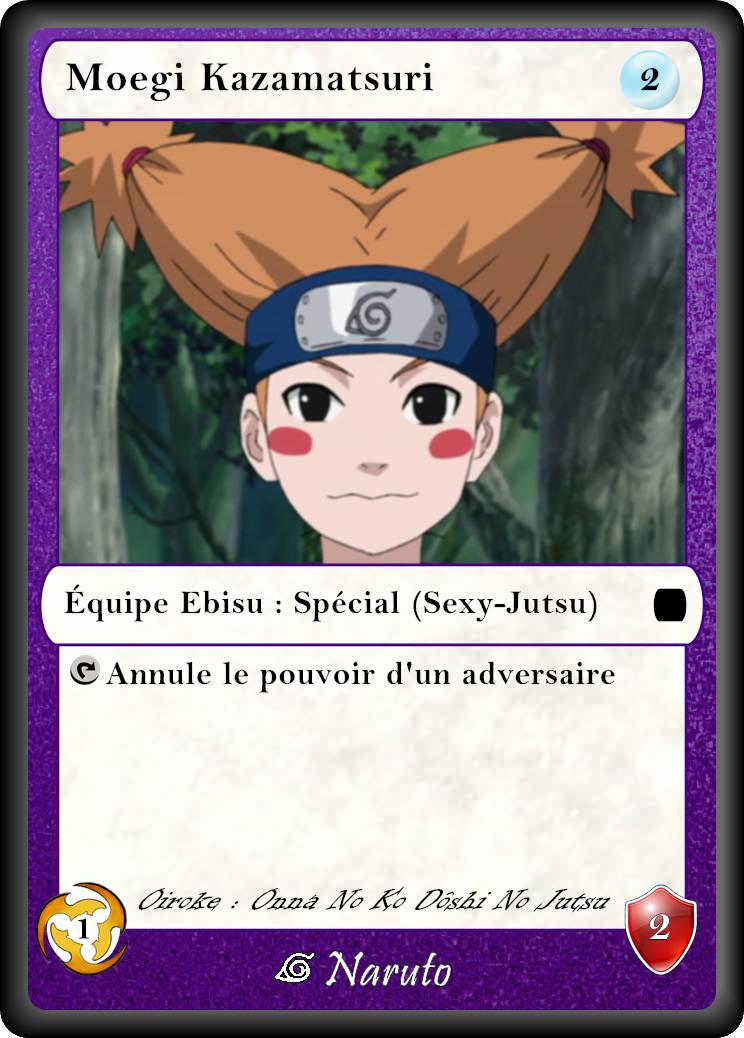 Moegi Kazamatsuri
2
Équipe Ebisu : Spécial (Sexy-Jutsu)
Annule le pouvoir d'un adversaire
Oiroke : Onna No Ko Dôshi No Jutsu
1
2
Naruto